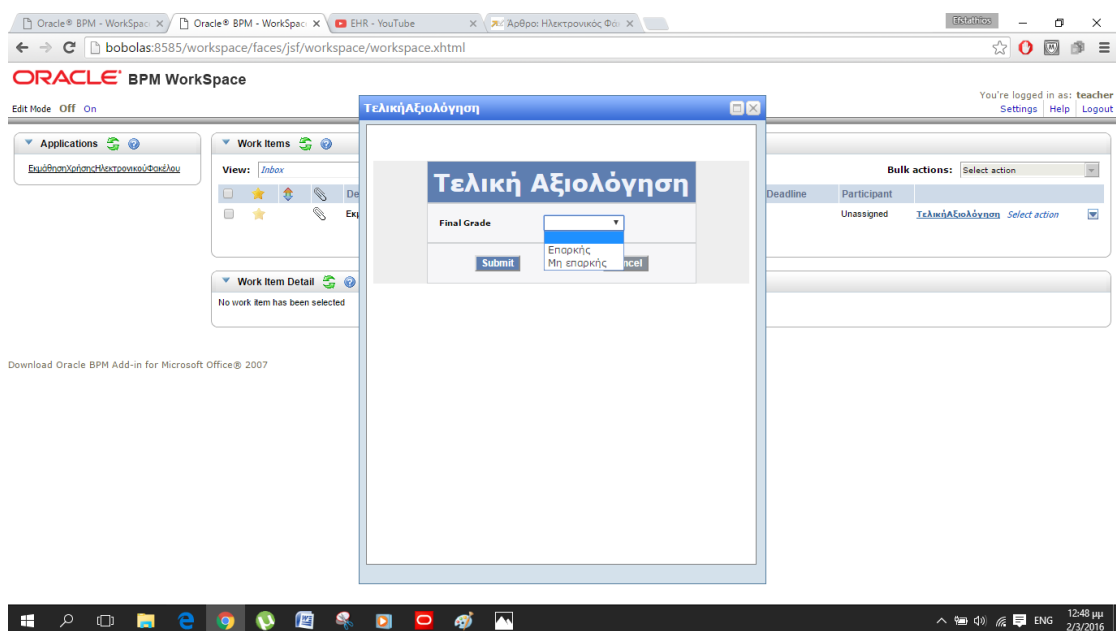 Oracle® BPM - WorkSpac
Oracle® BPM - WorkSpac
EHR - YouTube
Άρθρο: Ηλεκτρονικός Φά
Efstathios
bobolas:8585/workspace/faces/jsf/workspace/workspace.xhtml
ORACLE® BPM WorkSpace
You're logged in as: teacher
Edit Mode Off On
Settings Help Logout
ΤελικήΑξιολόγηση
Applications
ΕκμάθησηΧρήσηςΗλεκτρονικούΦακέλου
Work Items
View: Inbox
Bulk actions: Select action
De
Deadline Participant
Εκμ
Unassigned ΤελικήΑξιολόγηση Select action
Τελική Αξιολόγηση
Final Grade
Επαρκής
Μη επαρκής
Submit
ncel
Work Item Detail
No work item has been selected
Download Oracle BPM Add-in for Microsoft Office® 2007
ENG
12:48 μμ
2/3/2016